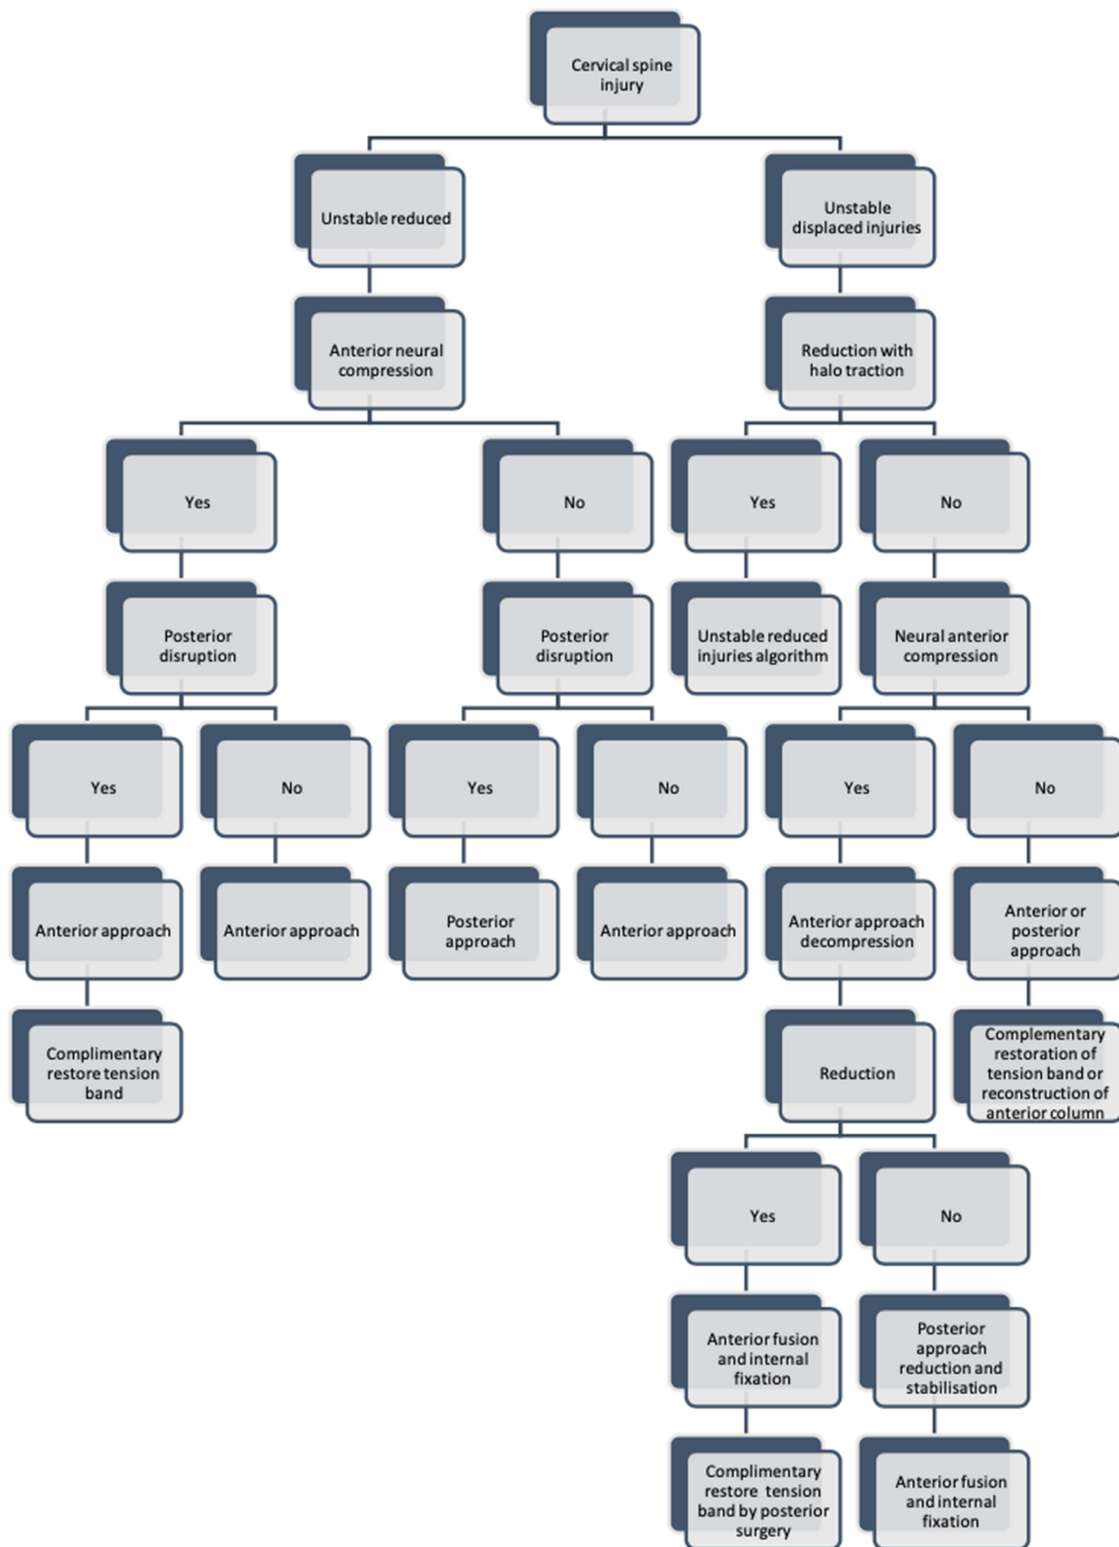 Cervical spine
injury
Unstable reduced
Unstable
displaced injuries
Anterior neural
compression
Reduction with
halo traction
Yes
No
Yes
No
Posterior
disruption
Posterior
disruption
Unstable reduced
injuries algorithm
Neural anterior
compression
Yes
No
Yes
No
Yes
No
Anterior approach
Anterior approach
Posterior
approach
Anterior approach
Anterior approach
decompression
Anterior or
posterior
approach
Complimentary
restore tension
band
Reduction
Complementary
restoration of
tension band or
reconstruction of
anterior column
Yes
No
Anterior fusion
and internal
fixation
Posterior
approach
reduction and
stabilisation
Complimentary
restore tension
band by posterior
surgery
Anterior fusion
and internal
fixation